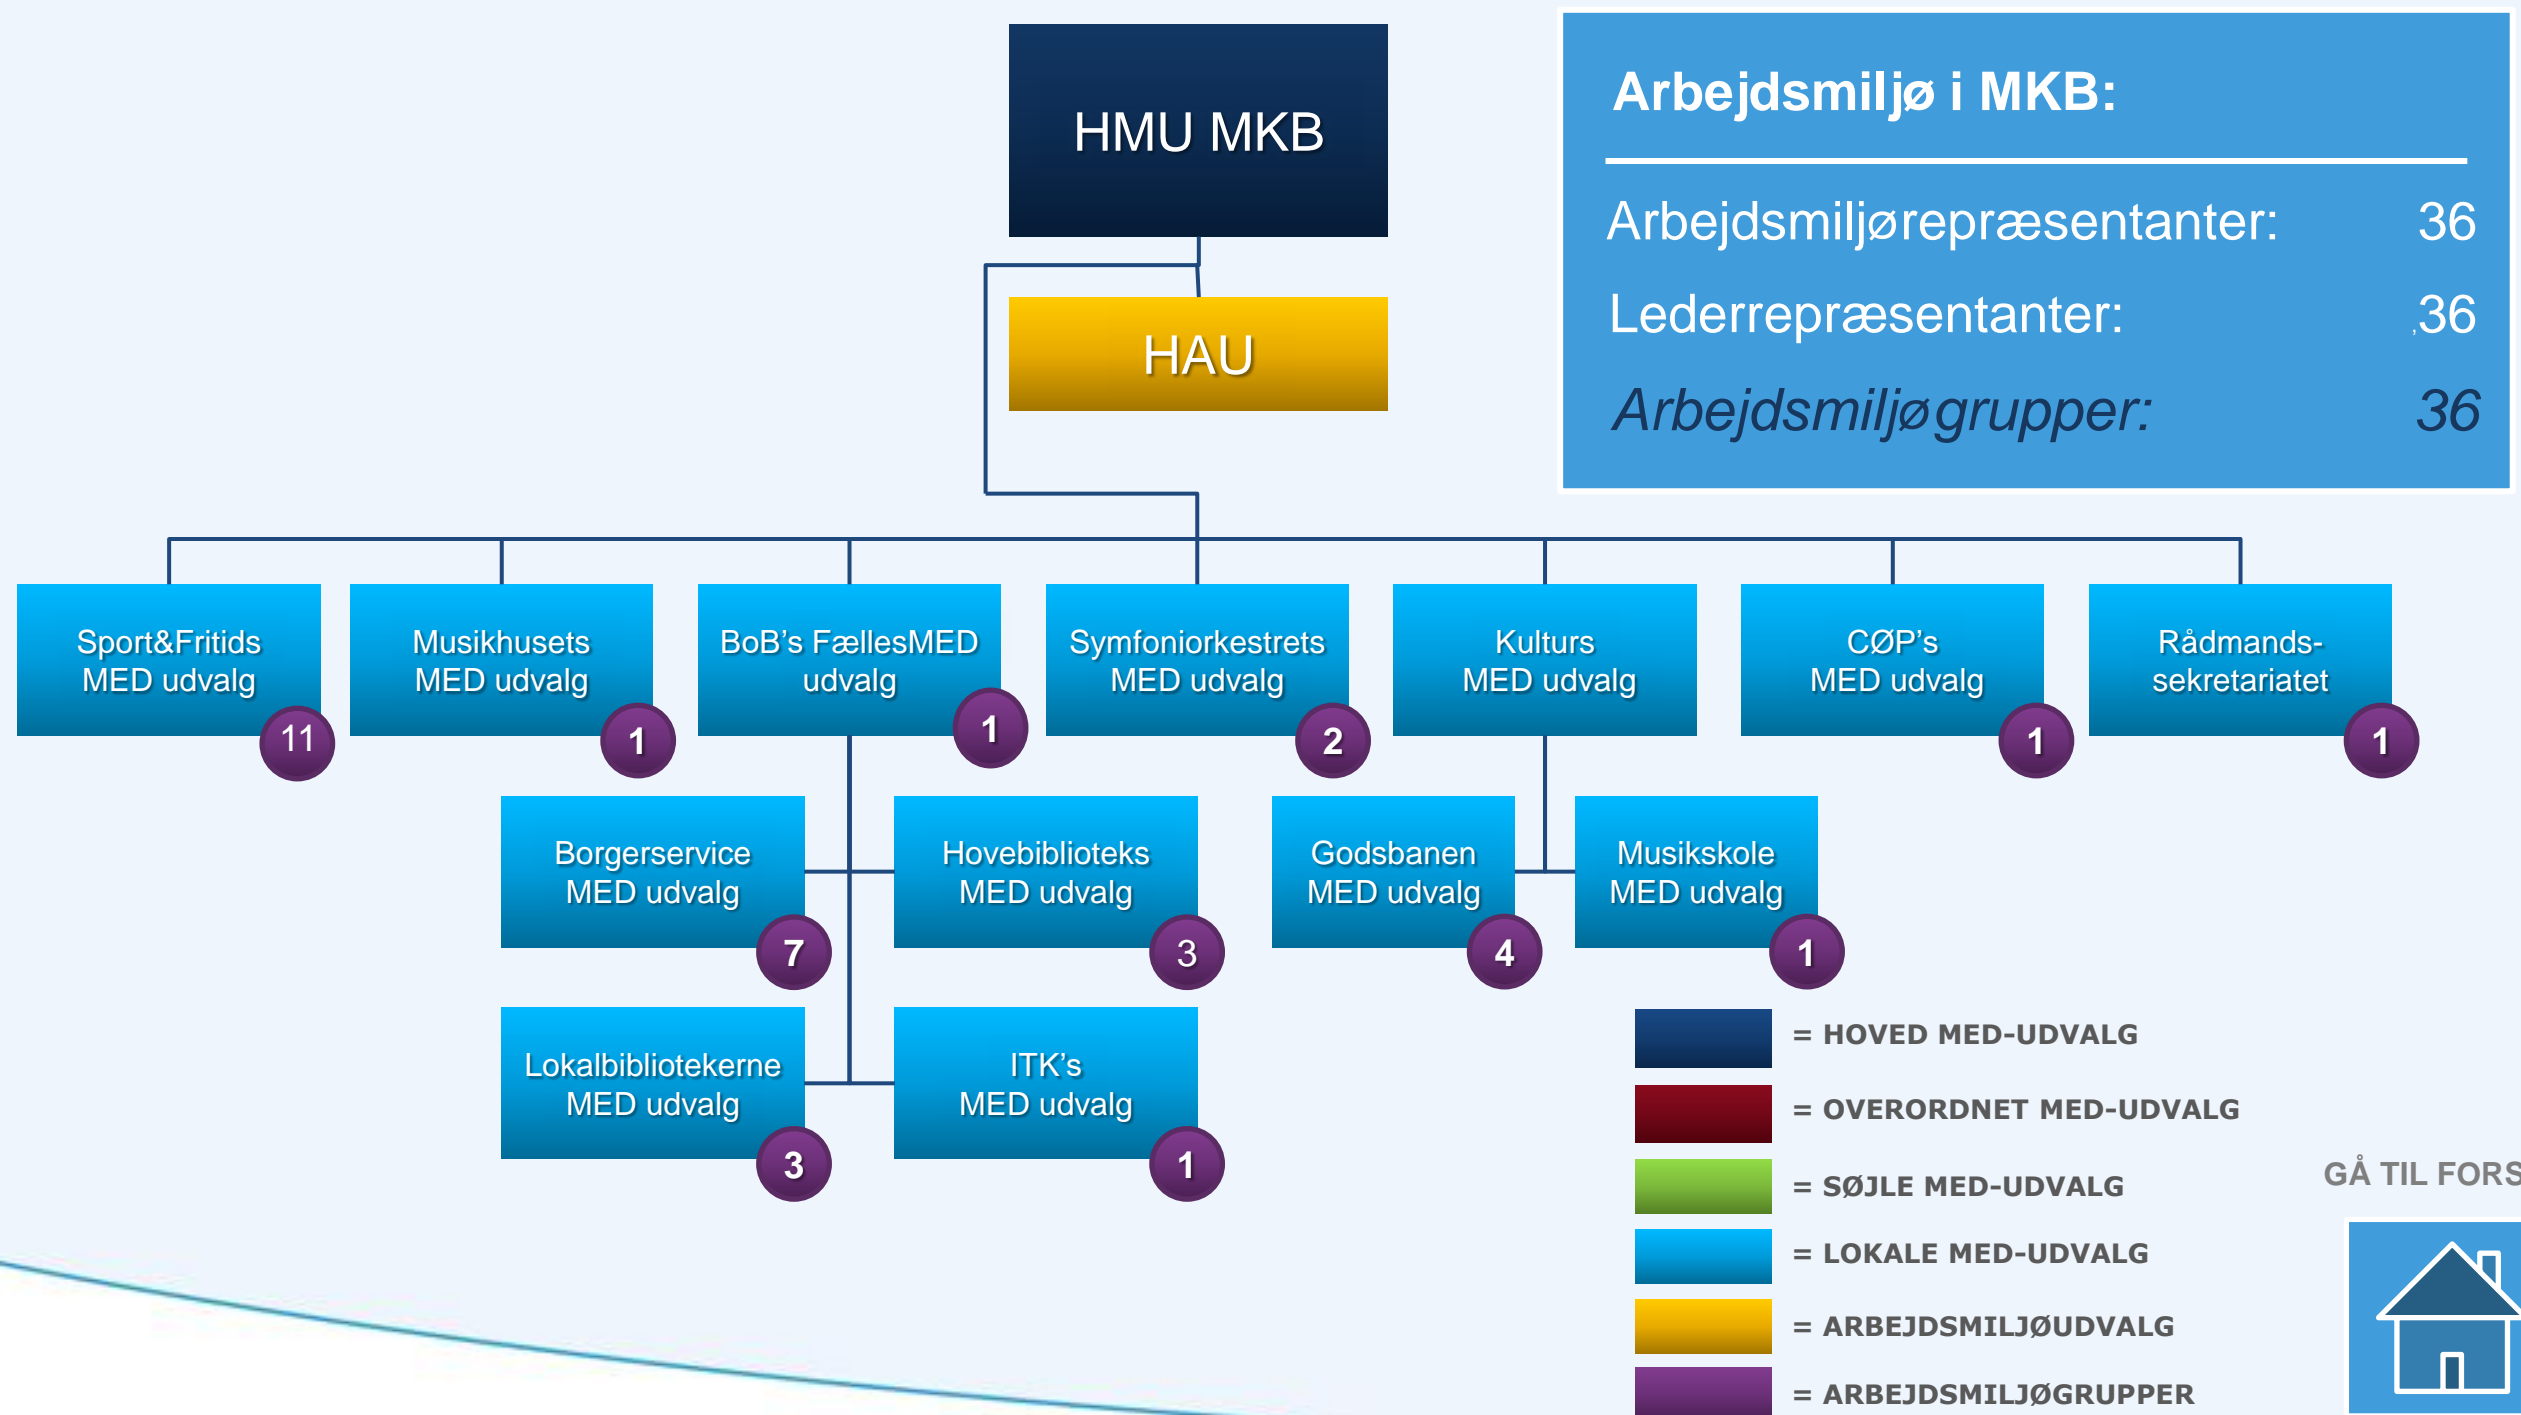 HMU MKB
HAU
Arbejdsmiljø i MKB:
Arbejdsmiljørepræsentanter: 36
Lederrepræsentanter: ,36
Arbejdsmiljøgrupper: 36
Sport&Fritids
MED udvalg
11
Musikhusets
MED udvalg
1
BoB’s FællesMED
udvalg
1
Symfoniorkestrets
MED udvalg
2
Kulturs
MED udvalg
CØP’s
MED udvalg
1
Rådmands-
sekretariatet
1
Borgerservice
MED udvalg
7
Hovebiblioteks
MED udvalg
3
Godsbanen
MED udvalg
4
Musikskole
MED udvalg
1
Lokalbibliotekerne
MED udvalg
3
ITK’s
MED udvalg
1
= HOVED MED-UDVALG
= OVERORDNET MED-UDVALG
= SØJLE MED-UDVALG
= LOKALE MED-UDVALG
= ARBEJDSMILJØUDVALG
= ARBEJDSMILJØGRUPPER
GÅ TIL FORS